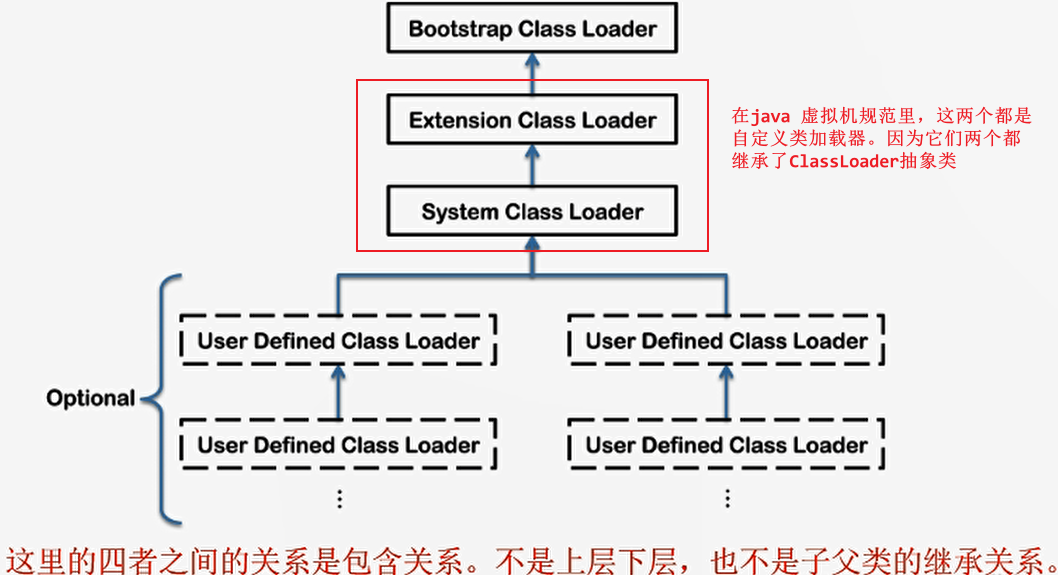 Bootstrap Class Loader
Extension Class Loader
在java 虚拟机规范里，这两个都是
自定义类加载器。因为它们两个都
继承了ClassLoader抽象类
System Class Loader
User Defined Class Loader
User Defined Class Loader
Optional
User Defined Class Loader
User Defined Class Loader
⋮
⋮
这里的四者之间的关系是包含关系。不是上层下层，也不是子父类的继承关系。